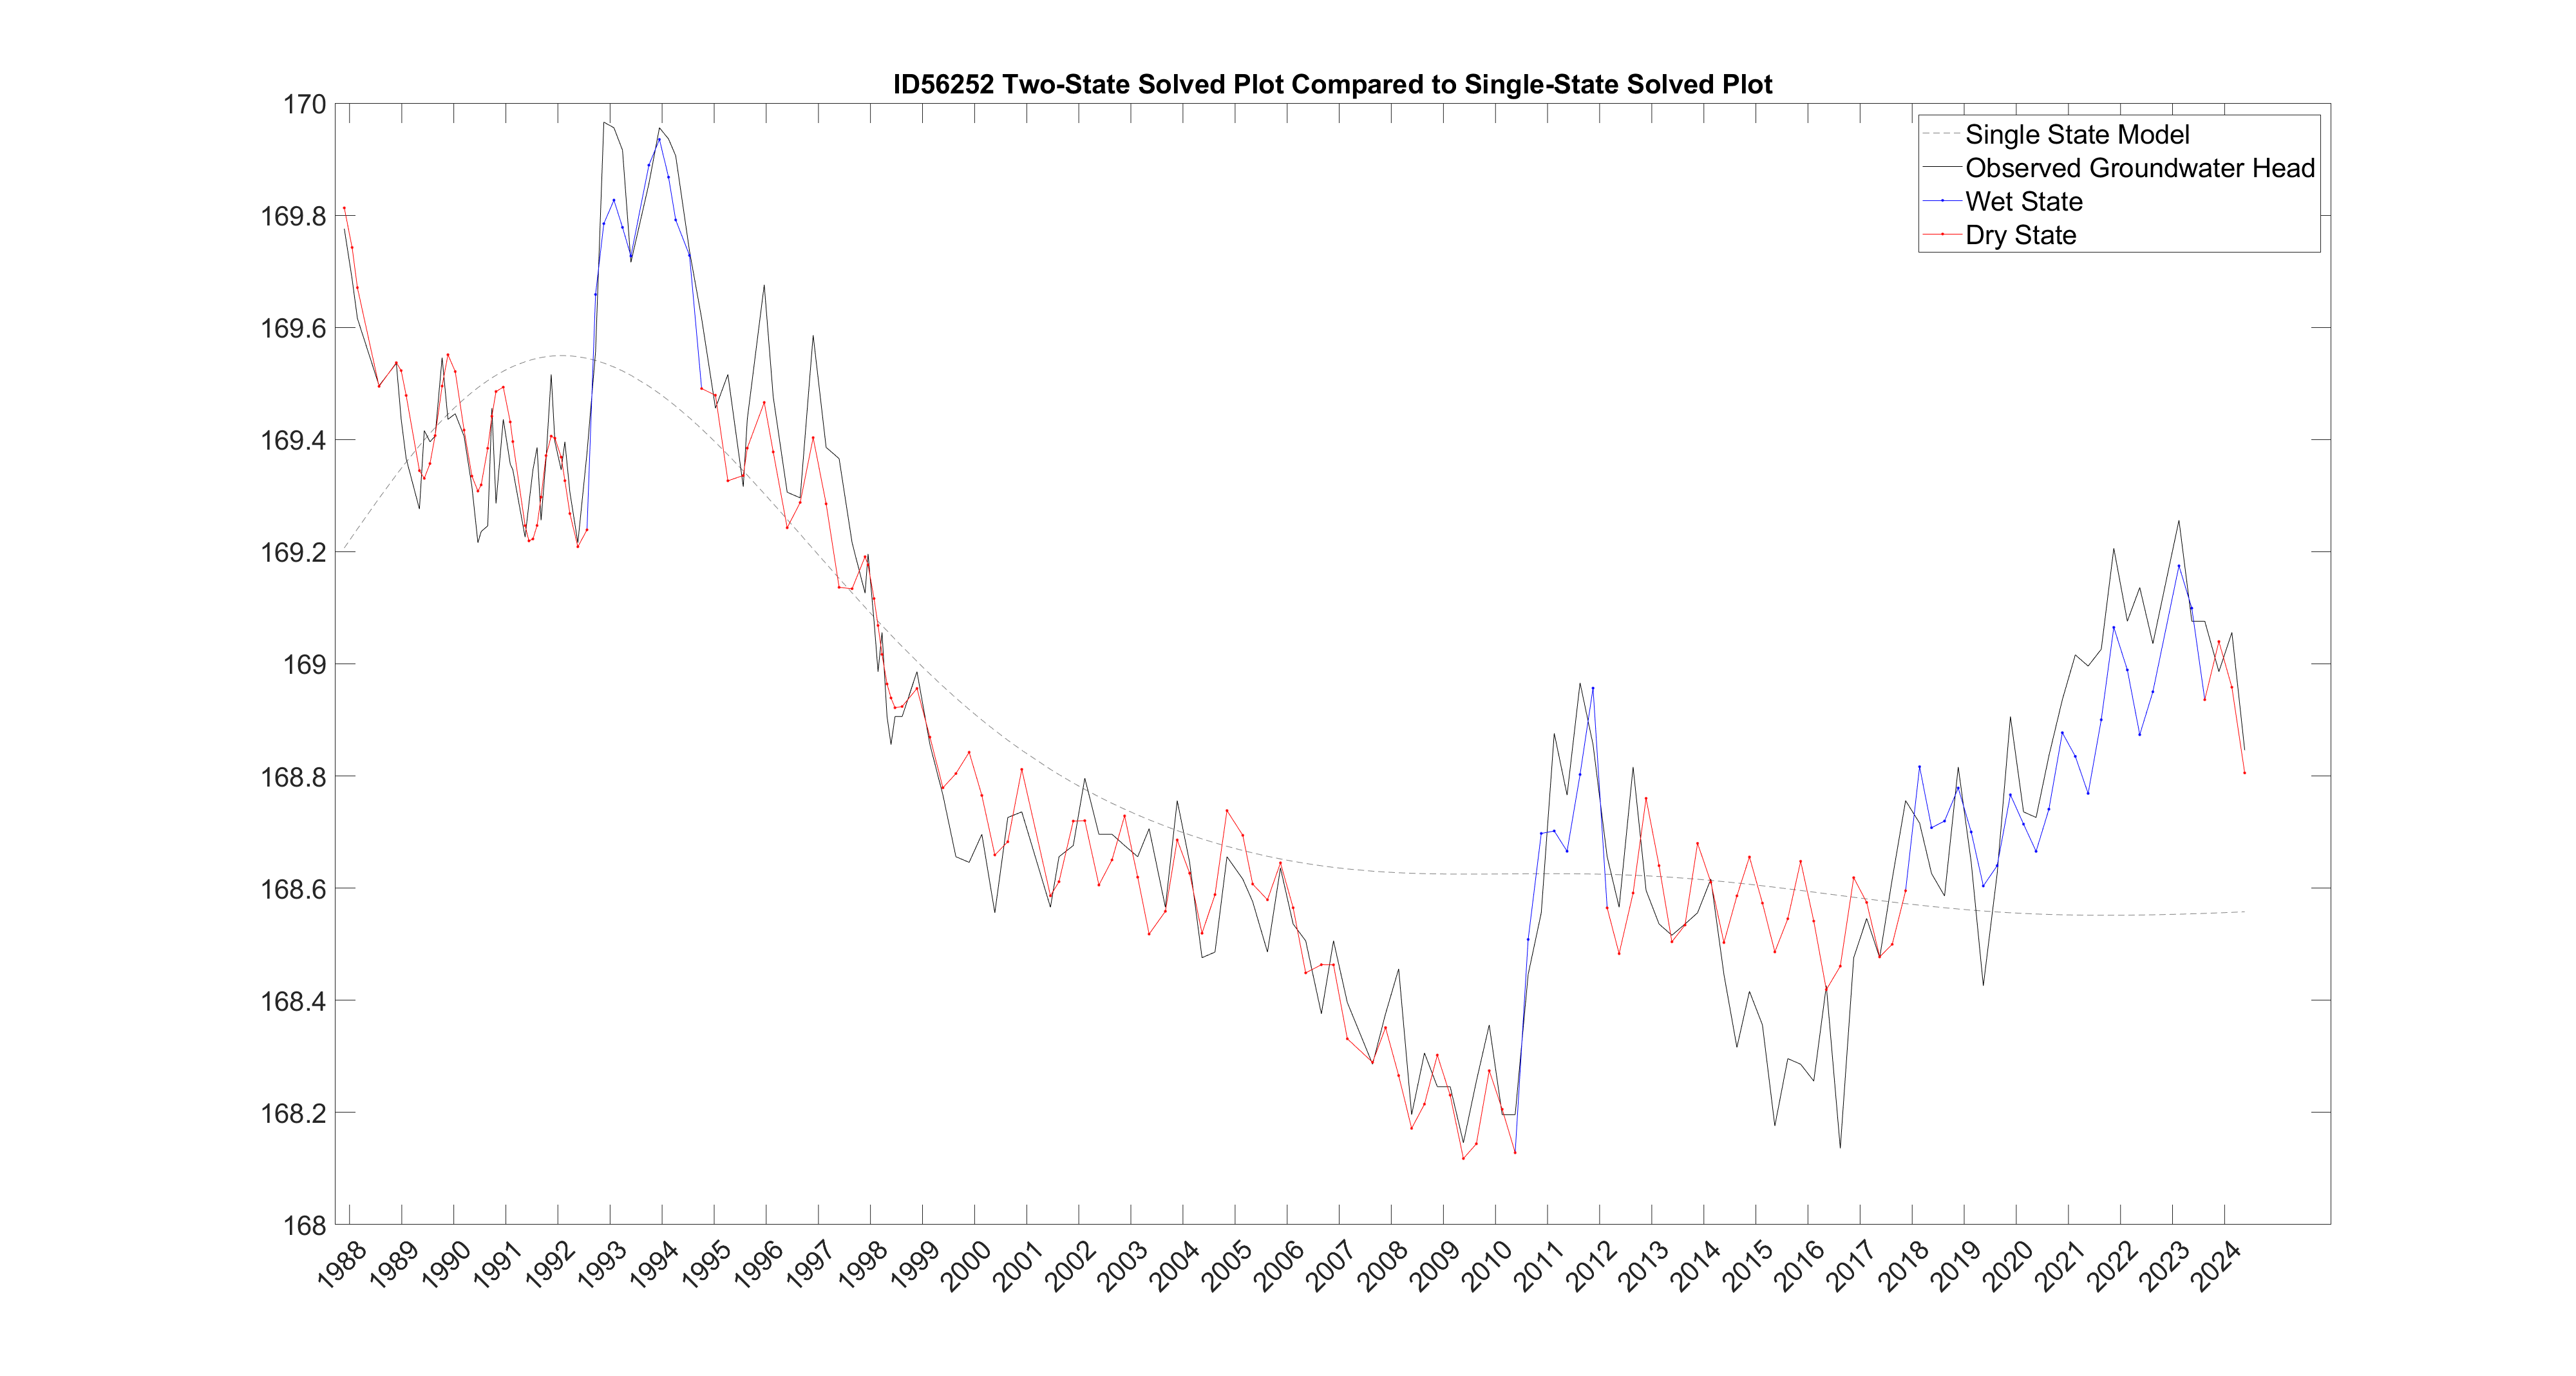 ID56252 Two-State Solved Plot Compared to Single-State Solved Plot
170
169.8
169.6
169.4
169.2
169
168.8
168.6
168.4
168.2
168
Single State Model
Observed Groundwater Head
Wet State
Dry State
1988 1989 1990 1991 1992 1993 1994 1995 1996 1997 1998 1999 2000 2001 2002 2003 2004 2005 2006 2007 2008 2009 2010 2011 2012 2013 2014 2015 2016 2017 2018 2019 2020 2021 2022 2023 2024